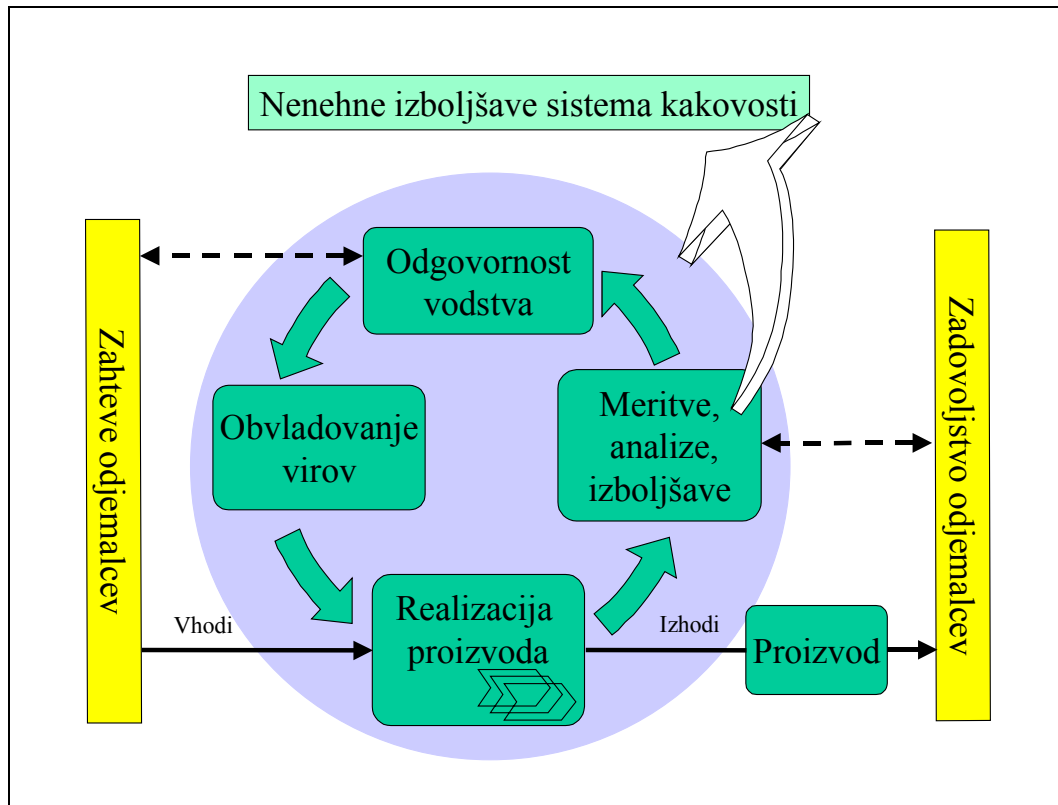 Nenehne izboljšave sistema kakovosti
Zahteve odjemalcev
Odgovornost
vodstva
Obvladovanje
virov
Meritve,
analize,
izboljšave
Zadovoljstvo odjemalcev
Vhodi
Realizacija
proizvoda
Izhodi
Proizvod